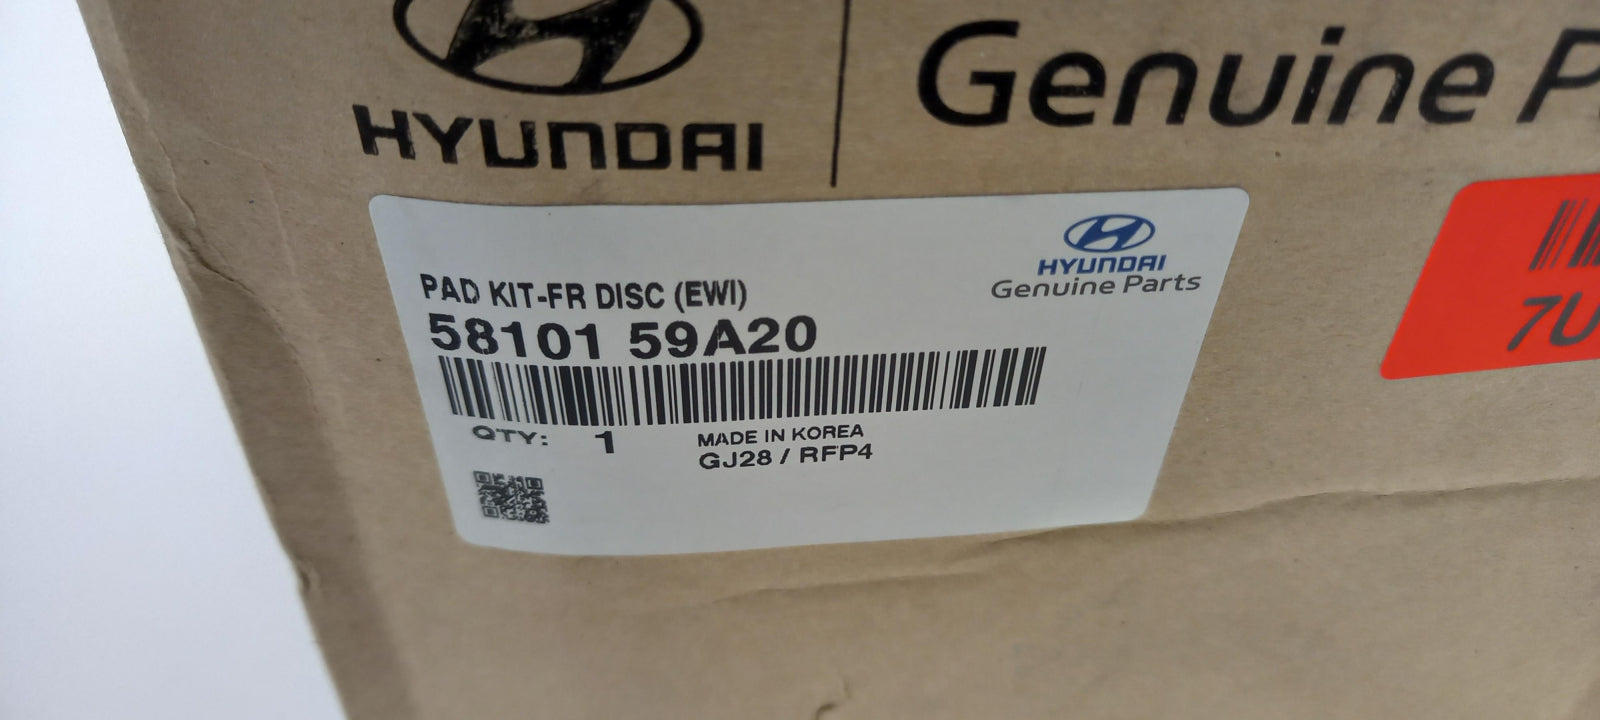 HYUNDAI
Genuine P
HYUNDAI
Genuine Parts
PAD KIT-FR DISC (EWI)
58101 59A20
QTY: 1
MADE IN KOREA
GJ28 / RFP4
7U